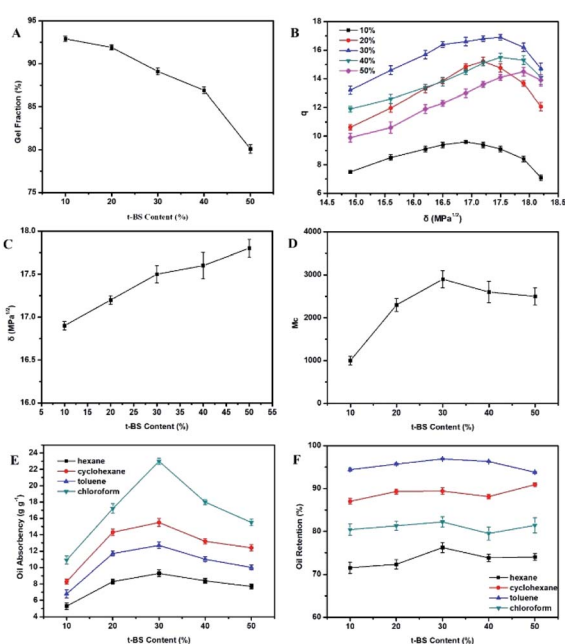 A
95
90
85
80
75
Gel Fraction (%)
10 20 30 40 50
t-BS Content (%)
B
10%
20%
30%
40%
50%
18
16
14
12
10
8
6
q
14.5 15.0 15.5 16.0 16.5 17.0 17.5 18.0 18.5
δ (MPa1/2)
C
18.0
17.5
17.0
16.5
16.0
δ (MPa1/2)
5 10 15 20 25 30 35 40 45 50 55
t-BS Content (%)
D
4000
3000
2000
1000
0
Mc
10 20 30 40 50
t-BS Content (%)
E
hexane
cyclohexane
toluene
chloroform
24
22
20
18
16
14
12
10
8
6
4
Oil Absorbency (g g-1)
10 20 30 40 50
t-BS Content (%)
F
100
90
80
70
60
Oil Retention (%)
hexane
cyclohexane
toluene
chloroform
10 20 30 40 50
t-BS Content (%)